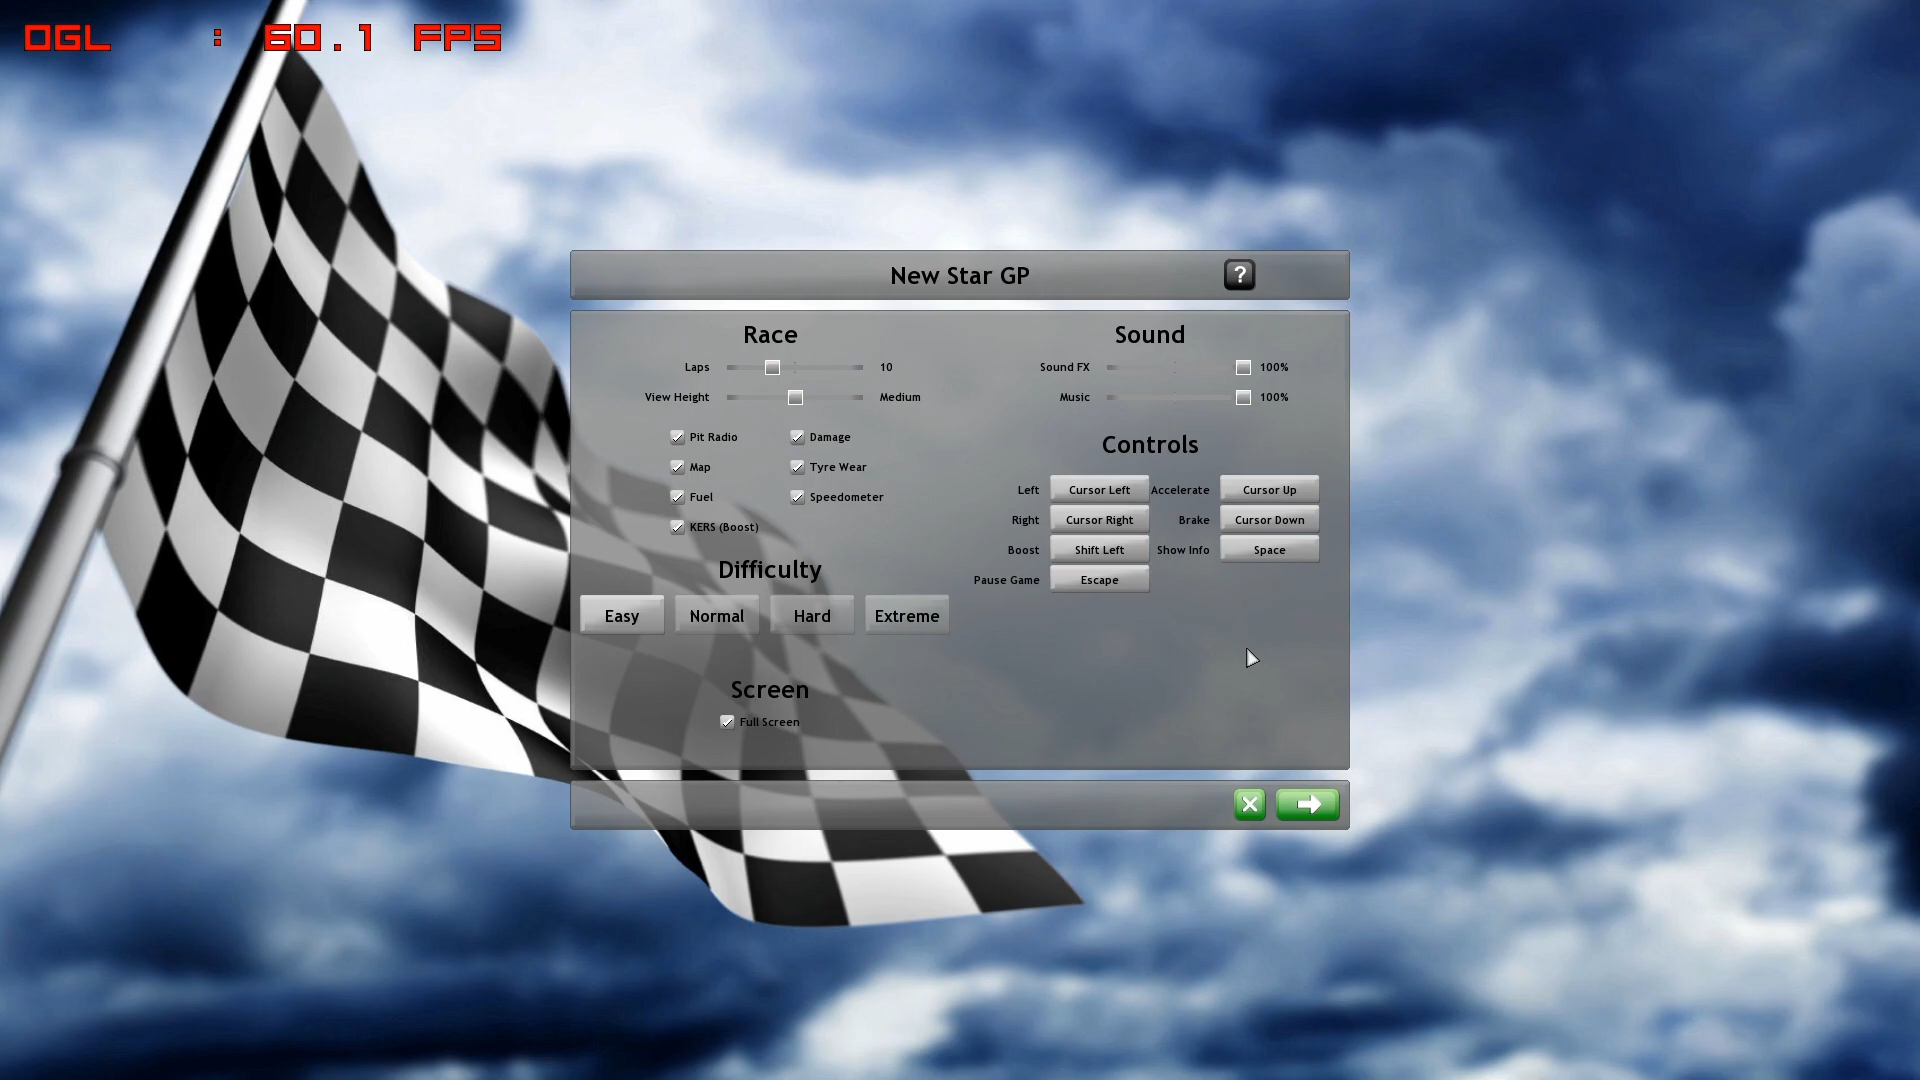 OGL : 60.1 FPS
New Star GP ?
Race
Laps 10
View Height Medium
Pit Radio Damage
Map Tyre Wear
Fuel Speedometer
KERS (Boost)
Difficulty
Easy Normal Hard Extreme
Screen
Full Screen
Sound
Sound FX 100%
Music 100%
Controls
Left Cursor Left Accelerate Cursor Up
Right Cursor Right Brake Cursor Down
Boost Shift Left Show Info Space
Pause Game Escape